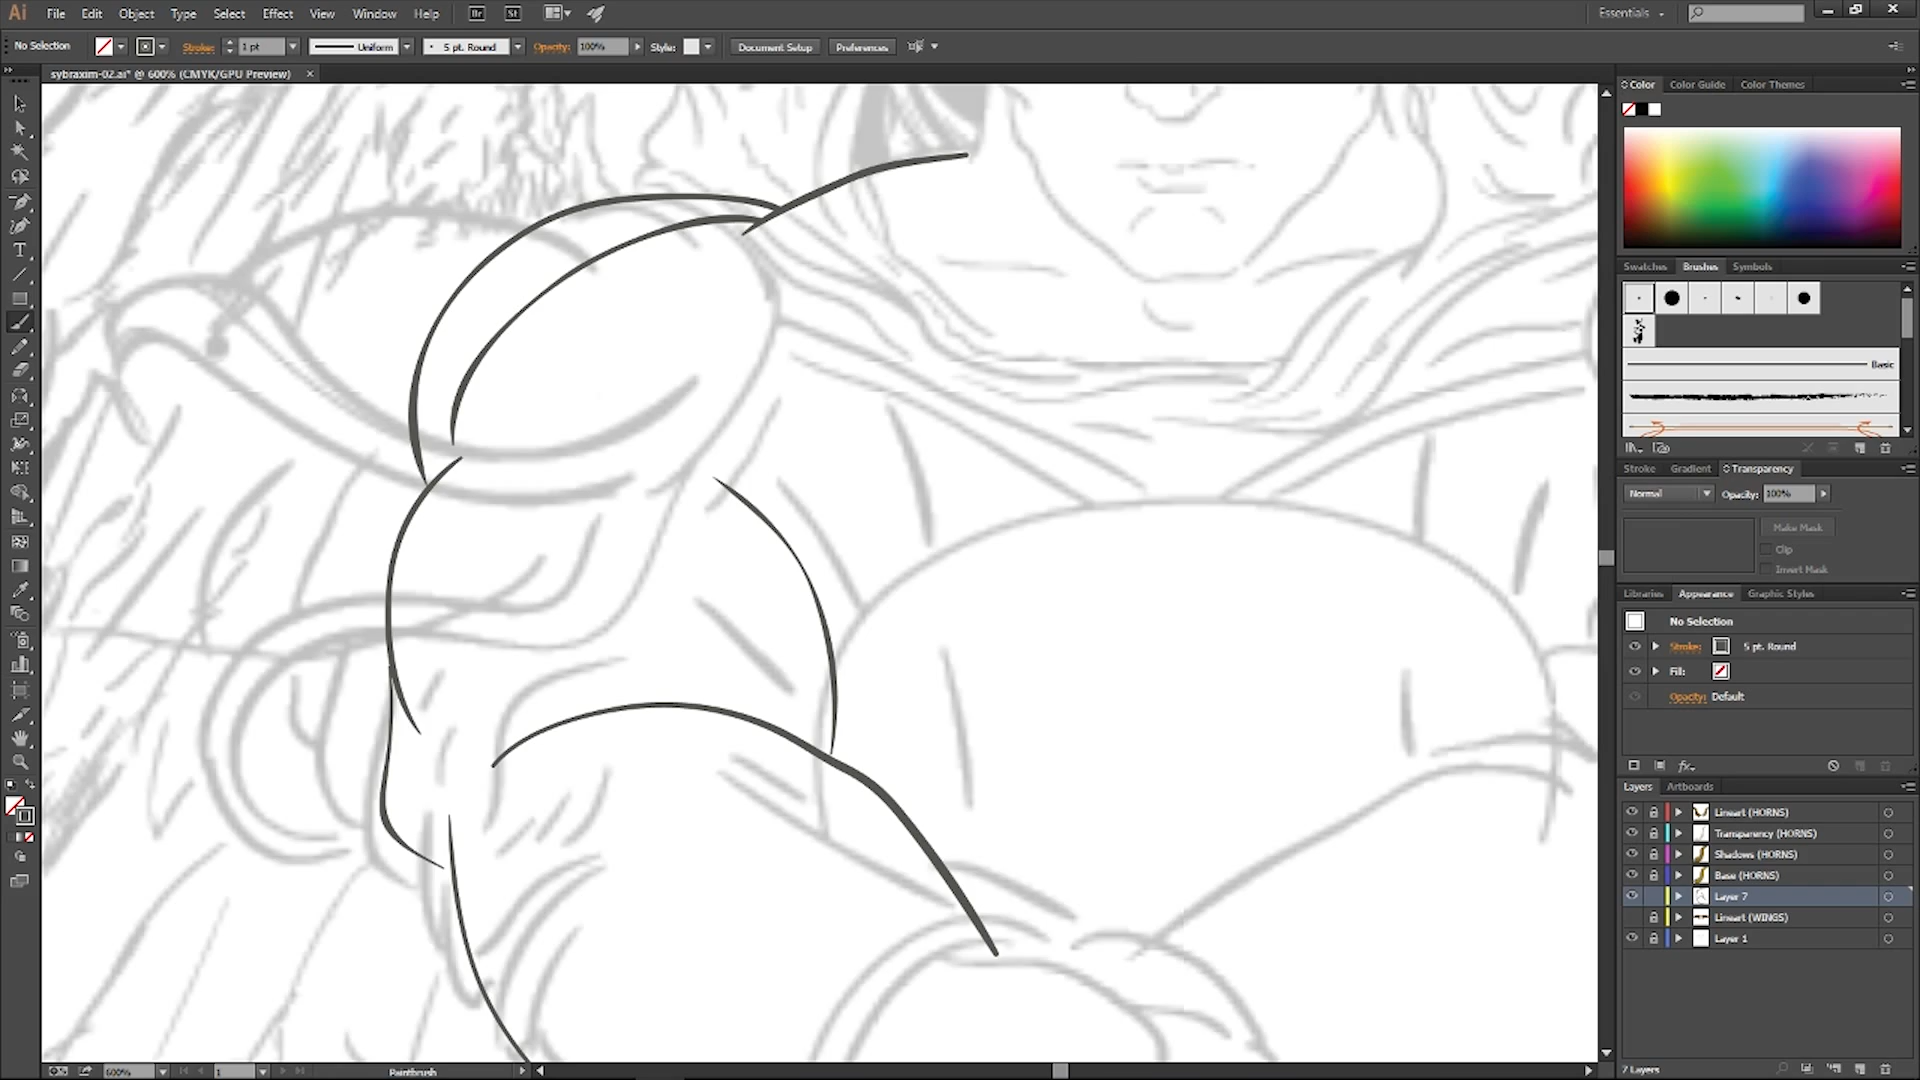 Ai File Edit Object Type Select Effect View Window Help Br St Essentials
No Selection Stroke: 1 pt Uniform 5 pt. Round Opacity: 100% Style: Document Setup Preferences
sybraxim-02.ai* @ 600% (CMYK/GPU Preview) ×
Color Color Guide Color Themes
Swatches Brushes Symbols
Basic
Stroke Gradient Transparency
Normal Opacity: 100%
Make Mask
Clip
Invert Mask
Libraries Appearance Graphic Styles
No Selection
Stroke: 5 pt. Round
Fill:
Opacity: Default
fx
Layers Artboards
Lineart (HORNS)
Transparency (HORNS)
Shadows (HORNS)
Base (HORNS)
Layer 7
Lineart (WINGS)
Layer 1
7 Layers
600% 1 Paintbrush